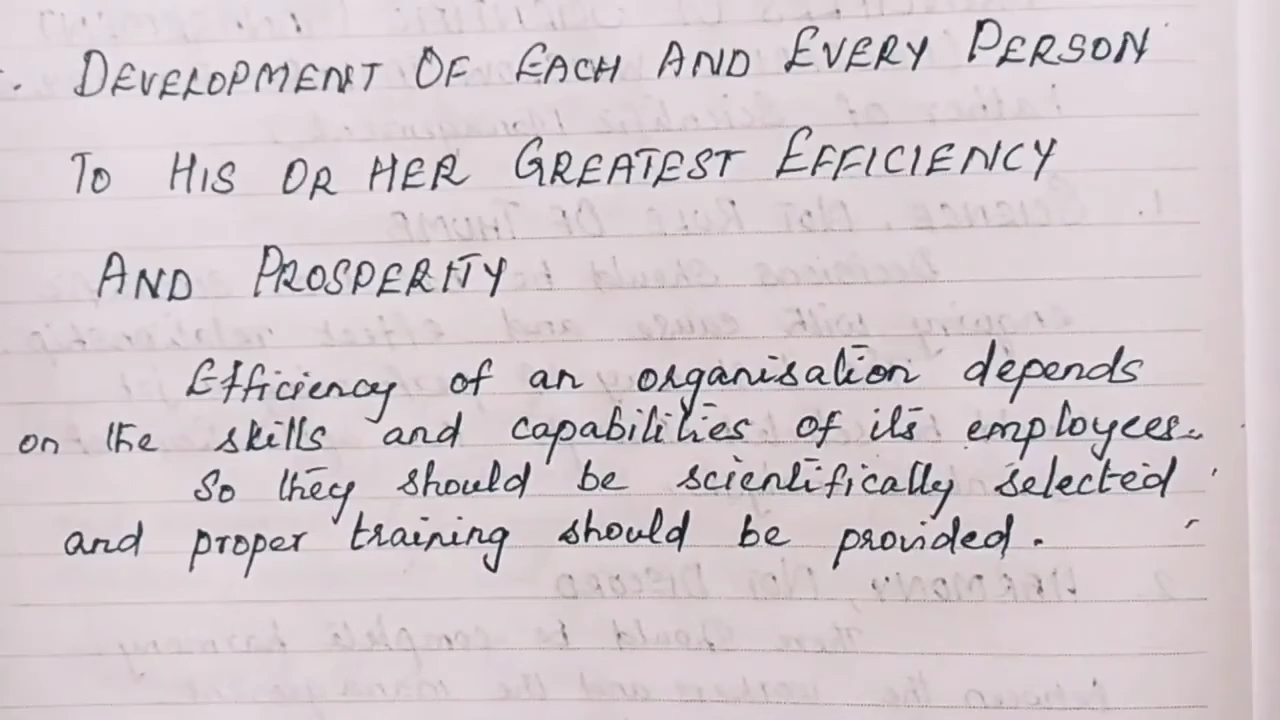 DEVELOPMENT OF EACH AND EVERY PERSON
TO HIS OR HER GREATEST EFFICIENCY
AND PROSPERITY
Efficiency of an organisation depends
on the skills and capabilities of its employees.
So they should be scientifically selected
and proper training should be provided.